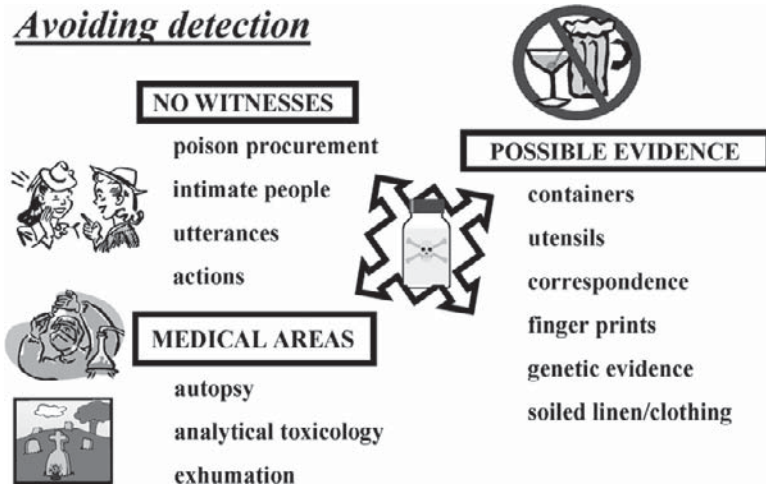 Avoiding detection
NO WITNESSES
poison procurement
intimate people
utterances
actions
MEDICAL AREAS
autopsy
analytical toxicology
exhumation
POSSIBLE EVIDENCE
containers
utensils
correspondence
finger prints
genetic evidence
soiled linen/clothing